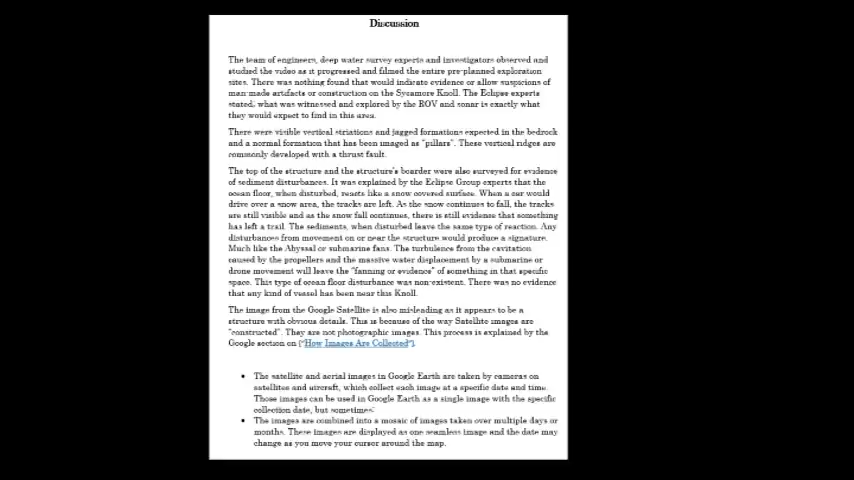 Discussion
The team of engineers, deep water survey experts and investigators observed and
studied the video as it progressed and filmed the entire pre-planned exploration
sites. There was nothing found that would indicate evidence or allow suspicions of
man-made artifacts or construction on the Sycamore Knoll. The Eclipse experts
stated; what was witnessed and explored by the ROV and sonar is exactly what
they would expect to find in this area.
There were visible vertical striations and jagged formations expected in the bedrock
and a normal formation that has been imaged as "pillars". These vertical ridges are
commonly developed with a thrust fault.
The top of the structure and the structure's boarder were also surveyed for evidence
of sediment disturbances. It was explained by the Eclipse Group experts that the
ocean floor, when disturbed, reacts like a snow covered surface. When a car would
drive over a snow area, the tracks are left. As the snow continues to fall, the tracks
are still visible and as the snow fall continues, there is still evidence that something
has left a trail. The sediments, when disturbed leave the same type of reaction. Any
disturbances from movement on or near the structure would produce a signature.
Much like the Abyssal or submarine fans. The turbulence from the cavitation
caused by the propellers and the massive water displacement by a submarine or
drone movement will leave the "fanning or evidence" of something in that specific
space. This type of ocean floor disturbance was non-existent. There was no evidence
that any kind of vessel has been near this Knoll.
The image from the Google Satellite is also misleading as it appears to be a
structure with obvious details. This is because of the way Satellite images are
"constructed". They are not photographic images. This process is explained by the
Google section on ["How Images Are Collected"].
• The satellite and aerial images in Google Earth are taken by cameras on
satellites and aircraft, which collect each image at a specific date and time.
Those images can be used in Google Earth as a single image with the specific
collection date, but sometimes:
• The images are combined into a mosaic of images taken over multiple days or
months. These images are displayed as one seamless image and the date may
change as you move your cursor around the map.